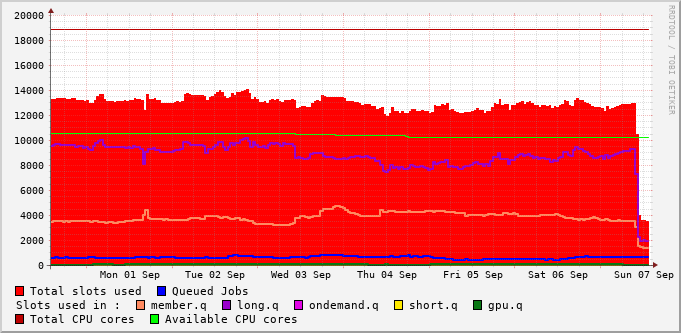 20000
18000
16000
14000
12000
10000
8000
6000
4000
2000
0
Mon 01 Sep Tue 02 Sep Wed 03 Sep Thu 04 Sep Fri 05 Sep Sat 06 Sep Sun 07 Sep
Total slots used Queued Jobs
Slots used in : member.q long.q ondemand.q short.q gpu.q
Total CPU cores Available CPU cores
RRDTOOL / TOBI OETIKER